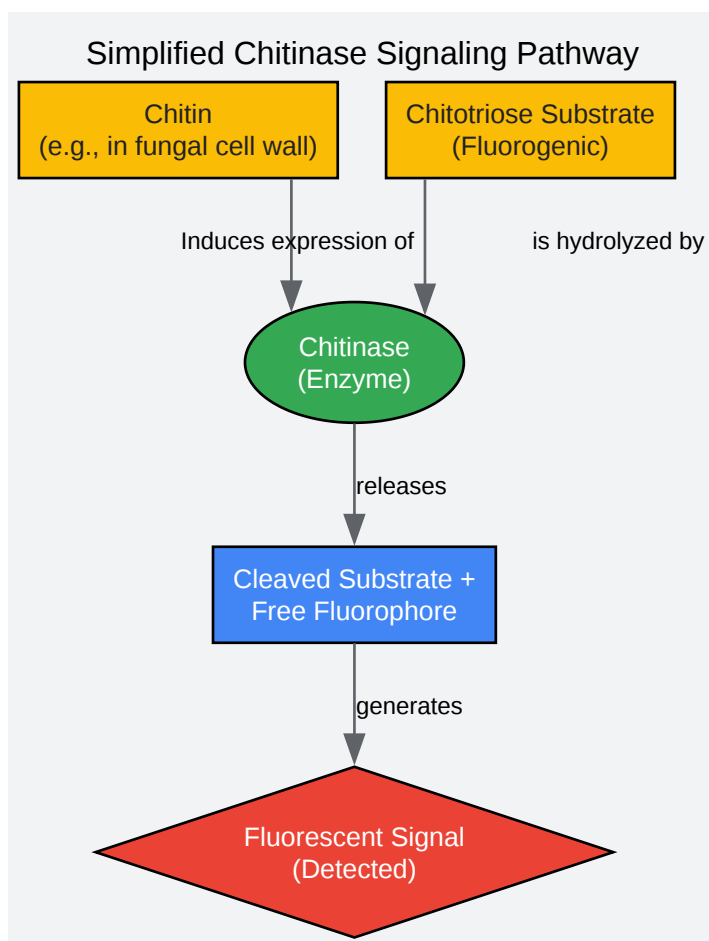 Simplified Chitinase Signaling Pathway
Chitin
(e.g., in fungal cell wall)
Chitotriose Substrate
(Fluorogenic)
Induces expression of
is hydrolyzed by
Chitinase
(Enzyme)
releases
Cleaved Substrate +
Free Fluorophore
generates
Fluorescent Signal
(Detected)